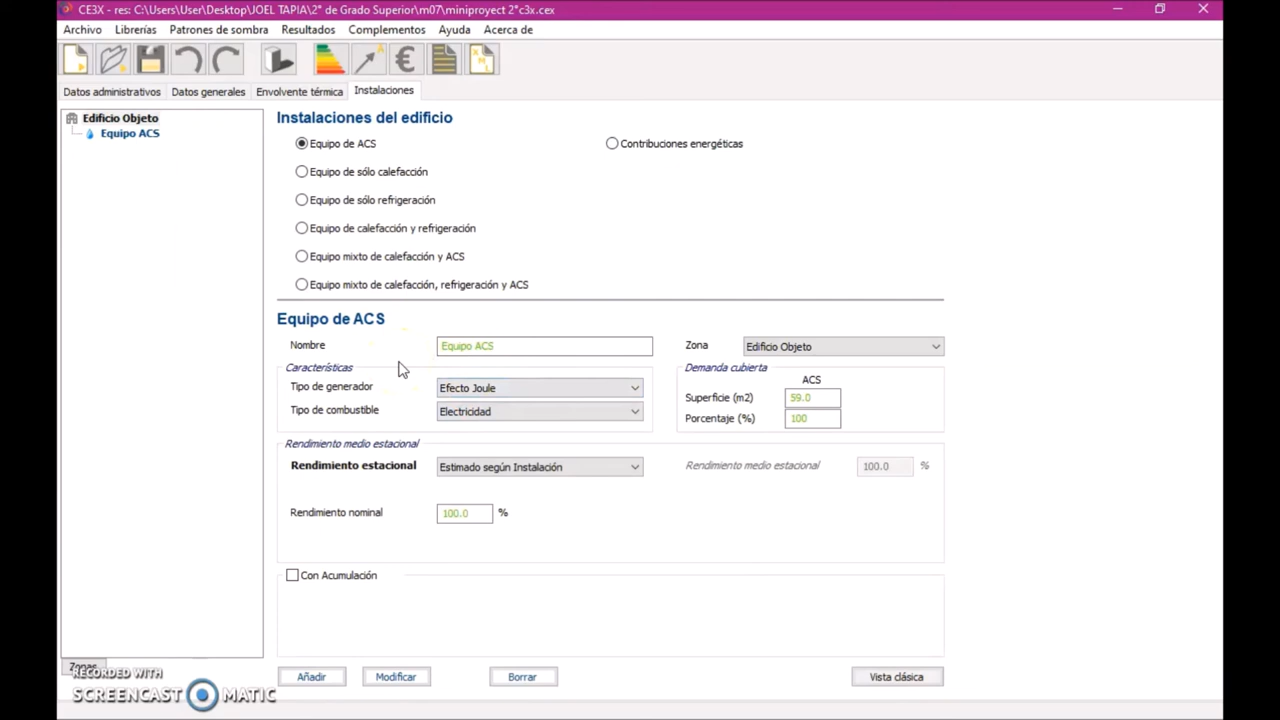 CE3X - res: C:\Users\User\Desktop\JOEL TAPIA\2° de Grado Superior\m07\miniproyect 2°c3x.cex
Archivo Librerías Patrones de sombra Resultados Complementos Ayuda Acerca de
Datos administrativos Datos generales Envolvente térmica Instalaciones
Edificio Objeto
Equipo ACS
Instalaciones del edificio
Equipo de ACS Contribuciones energéticas
Equipo de sólo calefacción
Equipo de sólo refrigeración
Equipo de calefacción y refrigeración
Equipo mixto de calefacción y ACS
Equipo mixto de calefacción, refrigeración y ACS
Equipo de ACS
Nombre Equipo ACS Zona Edificio Objeto
Características Demanda cubierta
ACS
Tipo de generador Efecto Joule Superficie (m2) 59.0
Tipo de combustible Electricidad Porcentaje (%) 100
Rendimiento medio estacional
Rendimiento estacional Estimado según Instalación Rendimiento medio estacional 100.0 %
Rendimiento nominal 100.0 %
Con Acumulación
Zonas
Añadir Modificar Borrar Vista clásica
RECORDED WITH
SCREENCAST MATIC